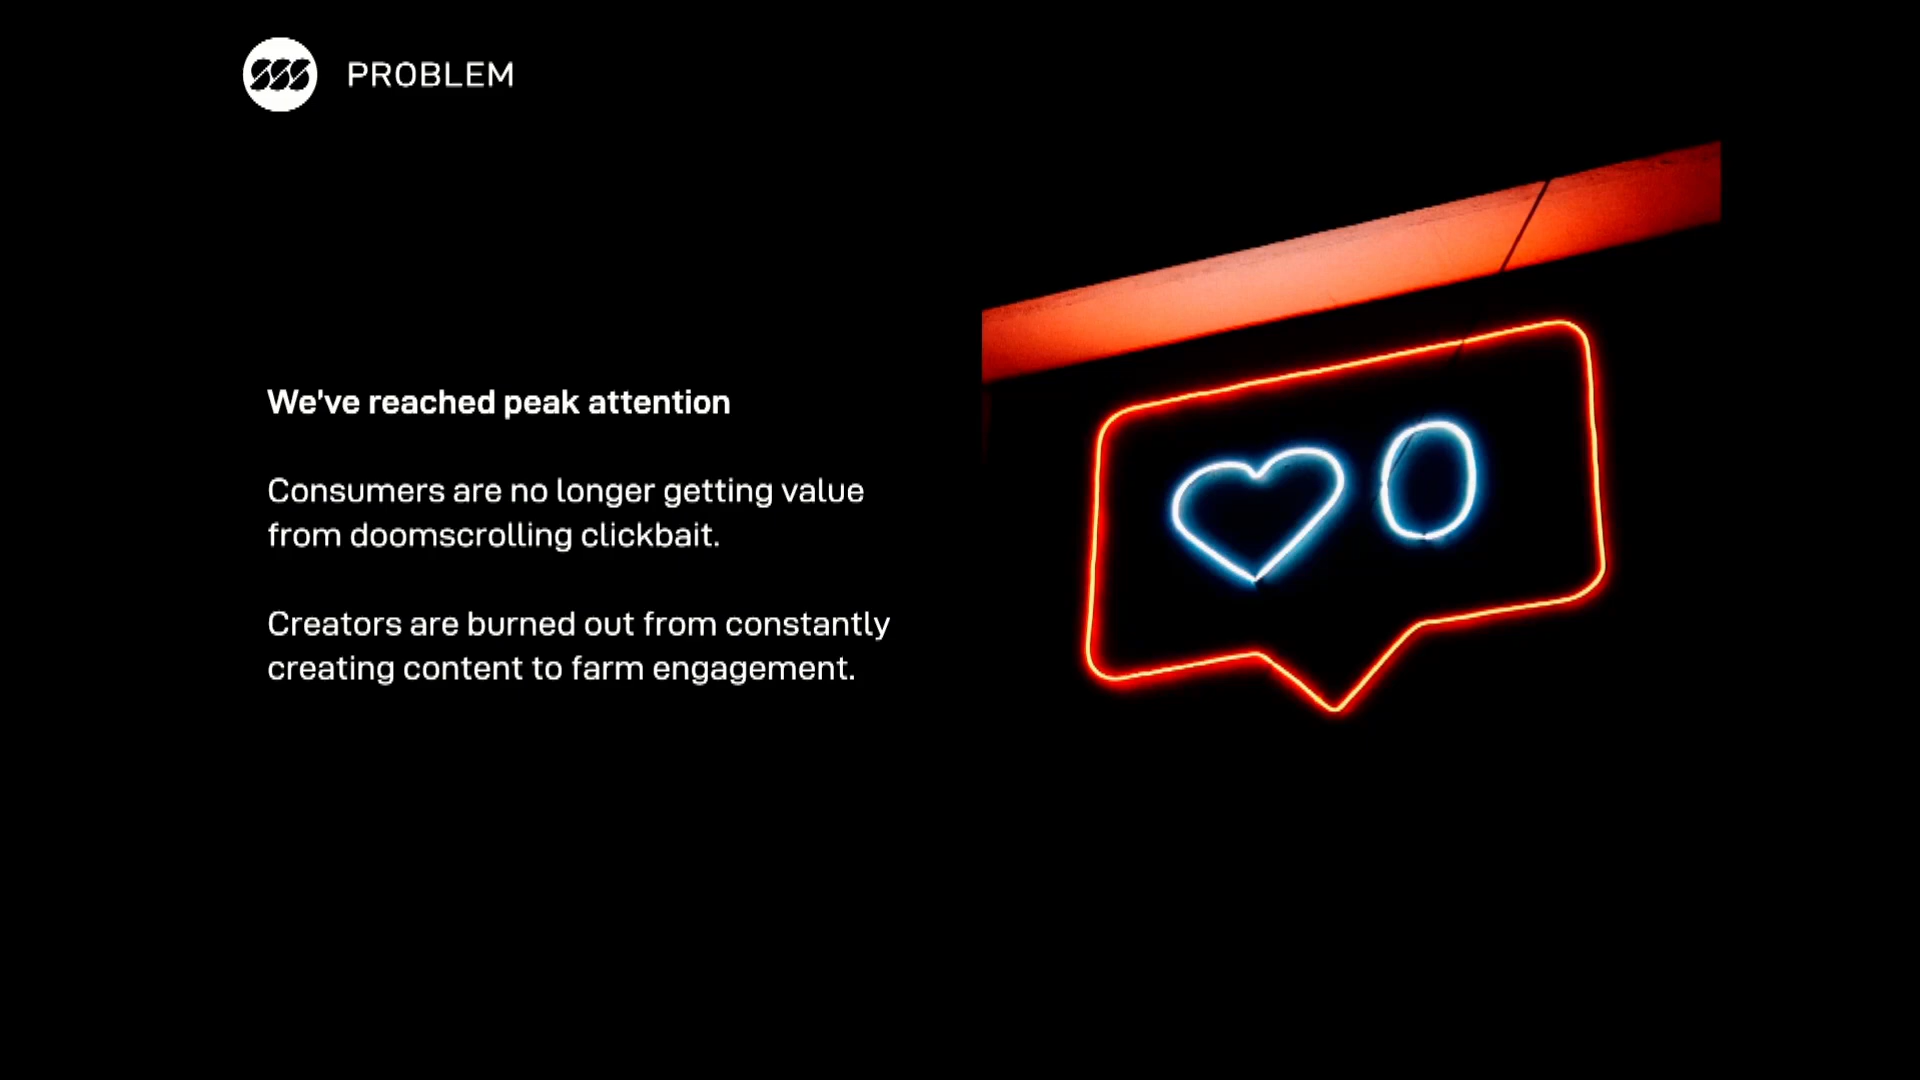 SSS PROBLEM
We've reached peak attention
Consumers are no longer getting value
from doomscrolling clickbait.
Creators are burned out from constantly
creating content to farm engagement.
0